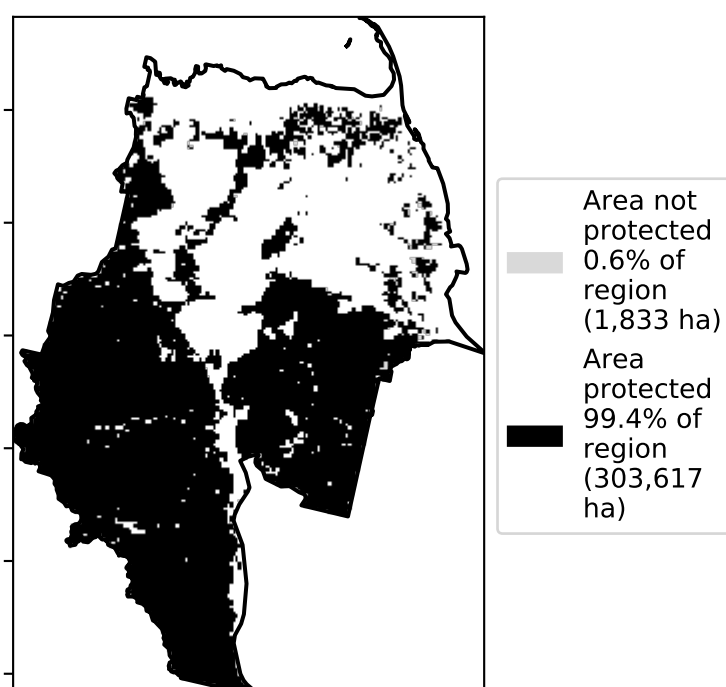 Area not
protected
0.6% of
region
(1,833 ha)
Area
protected
99.4% of
region
(303,617
ha)